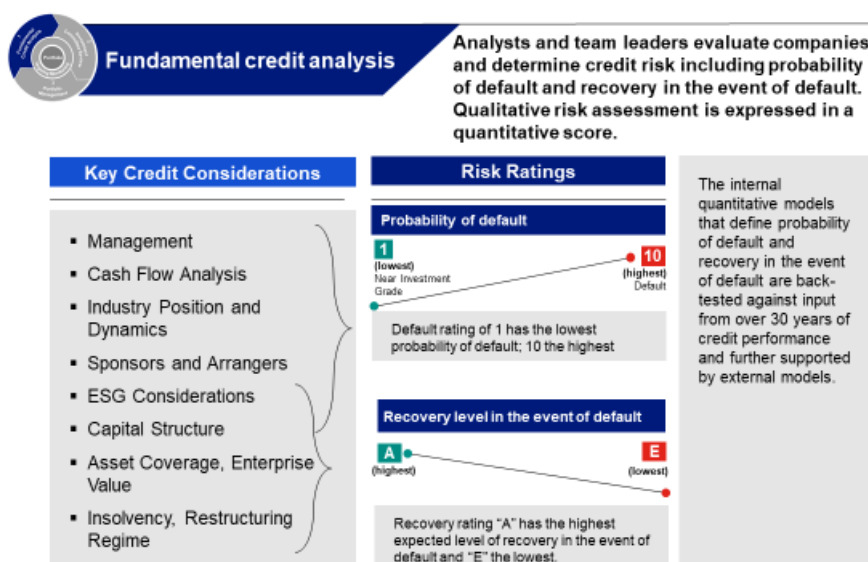 Fundamental credit analysis
Analysts and team leaders evaluate companies
and determine credit risk including probability
of default and recovery in the event of default.
Qualitative risk assessment is expressed in a
quantitative score.
Key Credit Considerations
▪ Management
▪ Cash Flow Analysis
▪ Industry Position and
Dynamics
▪ Sponsors and Arrangers
▪ ESG Considerations
▪ Capital Structure
▪ Asset Coverage, Enterprise
Value
▪ Insolvency, Restructuring
Regime
Risk Ratings
Probability of default
1
(lowest)
Near Investment
Grade
10
(highest)
Default
Default rating of 1 has the lowest
probability of default; 10 the highest
Recovery level in the event of default
A
(highest)
E
(lowest)
Recovery rating “A” has the highest
expected level of recovery in the event of
default and “E” the lowest.
The internal
quantitative models
that define probability
of default and
recovery in the event
of default are back-
tested against input
from over 30 years of
credit performance
and further supported
by external models.